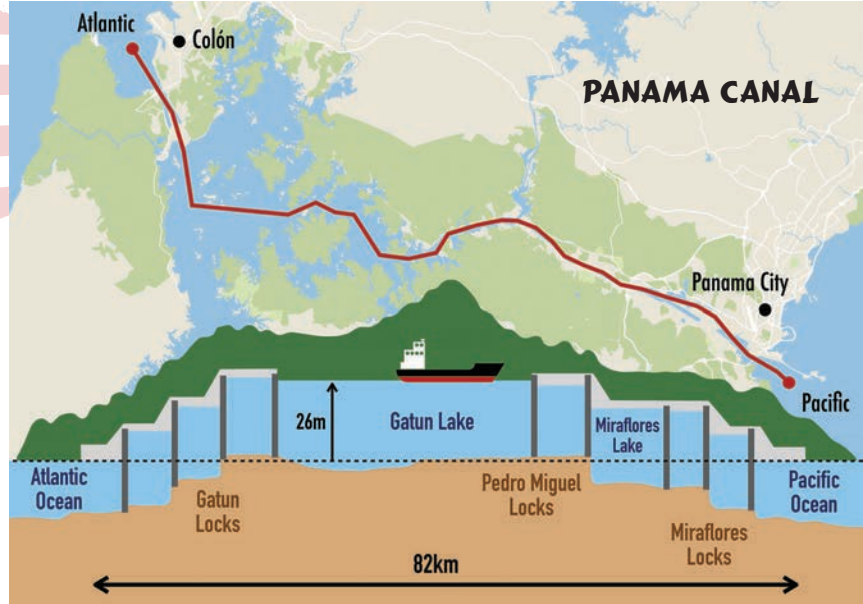 Atlantic
Colón
PANAMA CANAL
Panama City
Pacific
26m
Gatun Lake
Miraflores
Lake
Atlantic
Ocean
Gatun
Locks
Pedro Miguel
Locks
Miraflores
Locks
Pacific
Ocean
82km